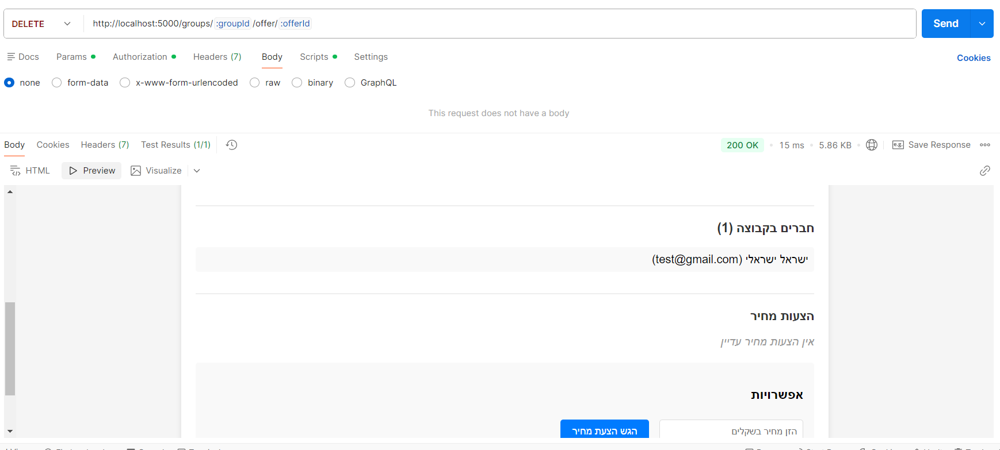 DELETE http://localhost:5000/groups/ :groupId /offer/ :offerId Send
Docs Params Authorization Headers (7) Body Scripts Settings Cookies
none form-data x-www-form-urlencoded raw binary GraphQL
This request does not have a body
Body Cookies Headers (7) Test Results (1/1) 200 OK 15 ms 5.86 KB e.g. Save Response
HTML Preview Visualize
חברים בקבוצה (1)
ישראל ישראלי (test@gmail.com)
הצעות מחיר
אין הצעות מחיר עדיין
אפשרויות
הזן מחיר בשקלים הגש הצעת מחיר